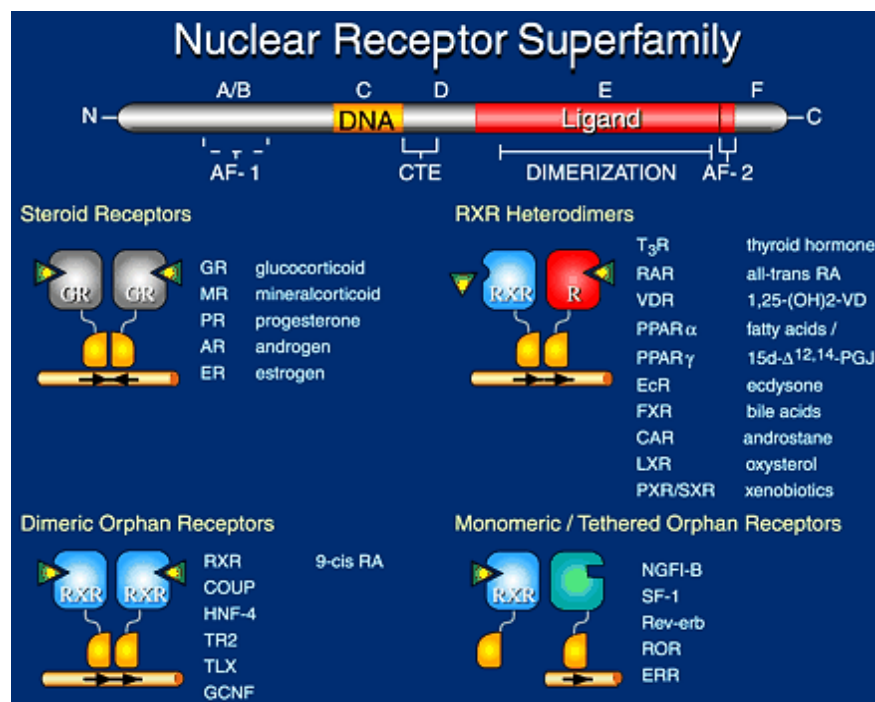 Nuclear Receptor Superfamily
A/B C D E F
N DNA Ligand C
AF-1 CTE DIMERIZATION AF-2
Steroid Receptors
GR GR
GR glucocorticoid
MR mineralcorticoid
PR progesterone
AR androgen
ER estrogen
RXR Heterodimers
RXR R
T₃R thyroid hormone
RAR all-trans RA
VDR 1,25-(OH)2-VD
PPARα fatty acids /
PPARγ 15d-Δ¹²,¹⁴-PGJ
EcR ecdysone
FXR bile acids
CAR androstane
LXR oxysterol
PXR/SXR xenobiotics
Dimeric Orphan Receptors
RXR RXR
RXR 9-cis RA
COUP
HNF-4
TR2
TLX
GCNF
Monomeric / Tethered Orphan Receptors
RXR
NGFI-B
SF-1
Rev-erb
ROR
ERR